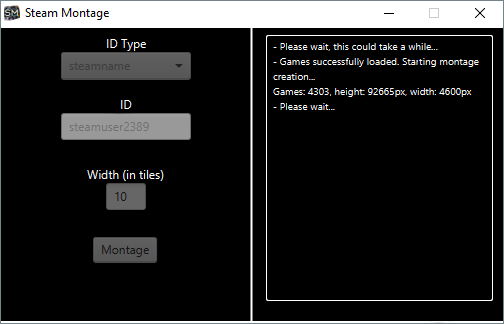 SM
Steam Montage
ID Type
steamname
ID
steamuser2389
Width (in tiles)
10
Montage
- Please wait, this could take a while...
- Games successfully loaded. Starting montage
creation...
Games: 4303, height: 92665px, width: 4600px
- Please wait...